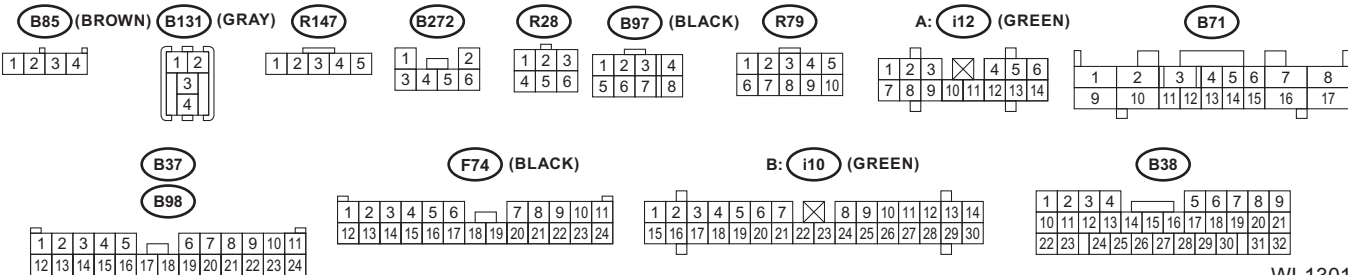 B85 (BROWN) B131 (GRAY) R147 B272 R28 B97 (BLACK) R79 A: i12 (GREEN) B71
1 2 3 4
1 2
3
4
1 2 3 4 5
1 2
3 4 5 6
1 2 3
4 5 6
1 2 3 4
5 6 7 8
1 2 3 4 5
6 7 8 9 10
1 2 3 4 5 6
7 8 9 10 11 12 13 14
1 2 3 4 5 6 7 8
9 10 11 12 13 14 15 16 17
B37
B98
F74 (BLACK) B: i10 (GREEN) B38
1 2 3 4 5 6 7 8 9 10 11
12 13 14 15 16 17 18 19 20 21 22 23 24
1 2 3 4 5 6 7 8 9 10 11
12 13 14 15 16 17 18 19 20 21 22 23 24
1 2 3 4 5 6 7 8 9 10 11 12 13 14
15 16 17 18 19 20 21 22 23 24 25 26 27 28 29 30
1 2 3 4 5 6 7 8 9
10 11 12 13 14 15 16 17 18 19 20 21
22 23 24 25 26 27 28 29 30 31 32